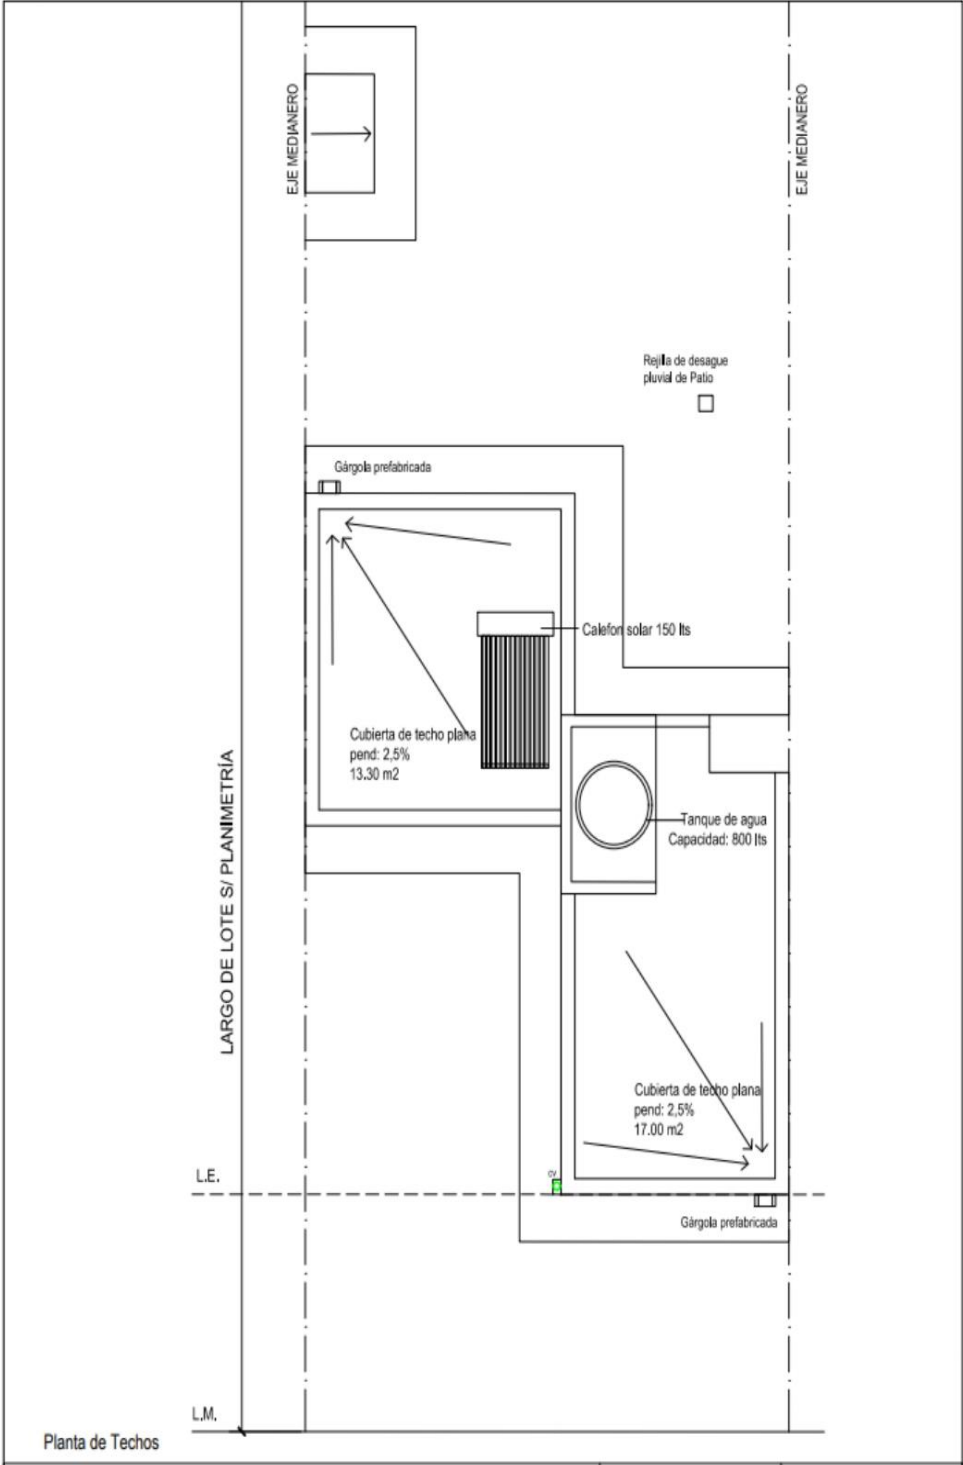 EJE MEDIANERO
EJE MEDIANERO
Rejilla de desague
pluvial de Patio
Gárgola prefabricada
Calefon solar 150 lts
Cubierta de techo plana
pend: 2,5%
13.30 m2
Tanque de agua
Capacidad: 800 lts
LARGO DE LOTE S/ PLANIMETRÍA
Cubierta de techo plana
pend: 2,5%
17.00 m2
L.E.
Gárgola prefabricada
L.M.
Planta de Techos